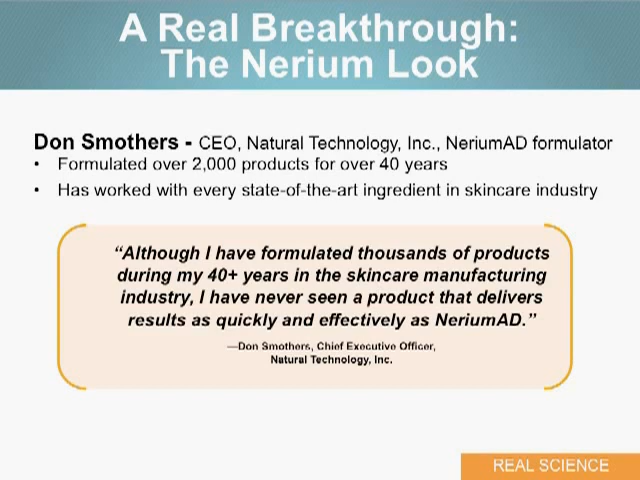 A Real Breakthrough:
The Nerium Look
Don Smothers - CEO, Natural Technology, Inc., NeriumAD formulator
• Formulated over 2,000 products for over 40 years
• Has worked with every state-of-the-art ingredient in skincare industry
“Although I have formulated thousands of products
during my 40+ years in the skincare manufacturing
industry, I have never seen a product that delivers
results as quickly and effectively as NeriumAD.”
—Don Smothers, Chief Executive Officer,
Natural Technology, Inc.
REAL SCIENCE